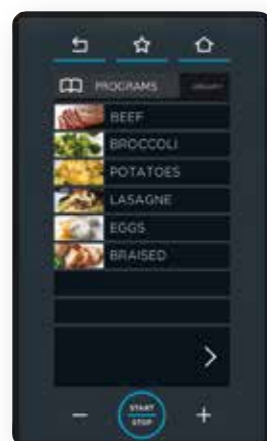 PROGRAMS
BEEF
BROCCOLI
POTATOES
LASAGNE
EGGS
BRAISED
START
STOP